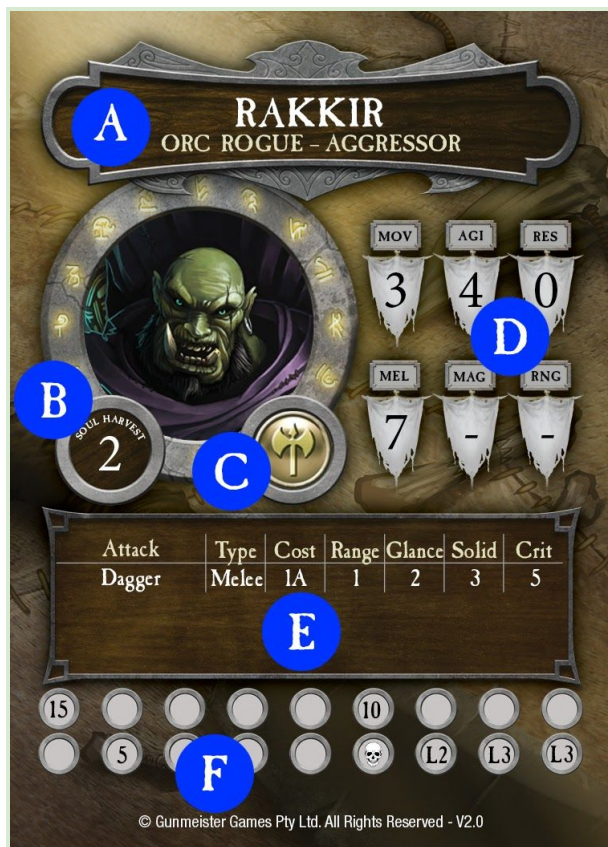 A
RAKKIR
ORC ROGUE – AGGRESSOR
MOV AGI RES
3 4 0
D
B
SOUL HARVEST
2
C
MEL MAG RNG
7 - -
Attack Type Cost Range Glance Solid Crit
Dagger Melee 1A 1 2 3 5
E
15 10
5 L2 L3 L3
F
© Gunmeister Games Pty Ltd. All Rights Reserved - V2.0